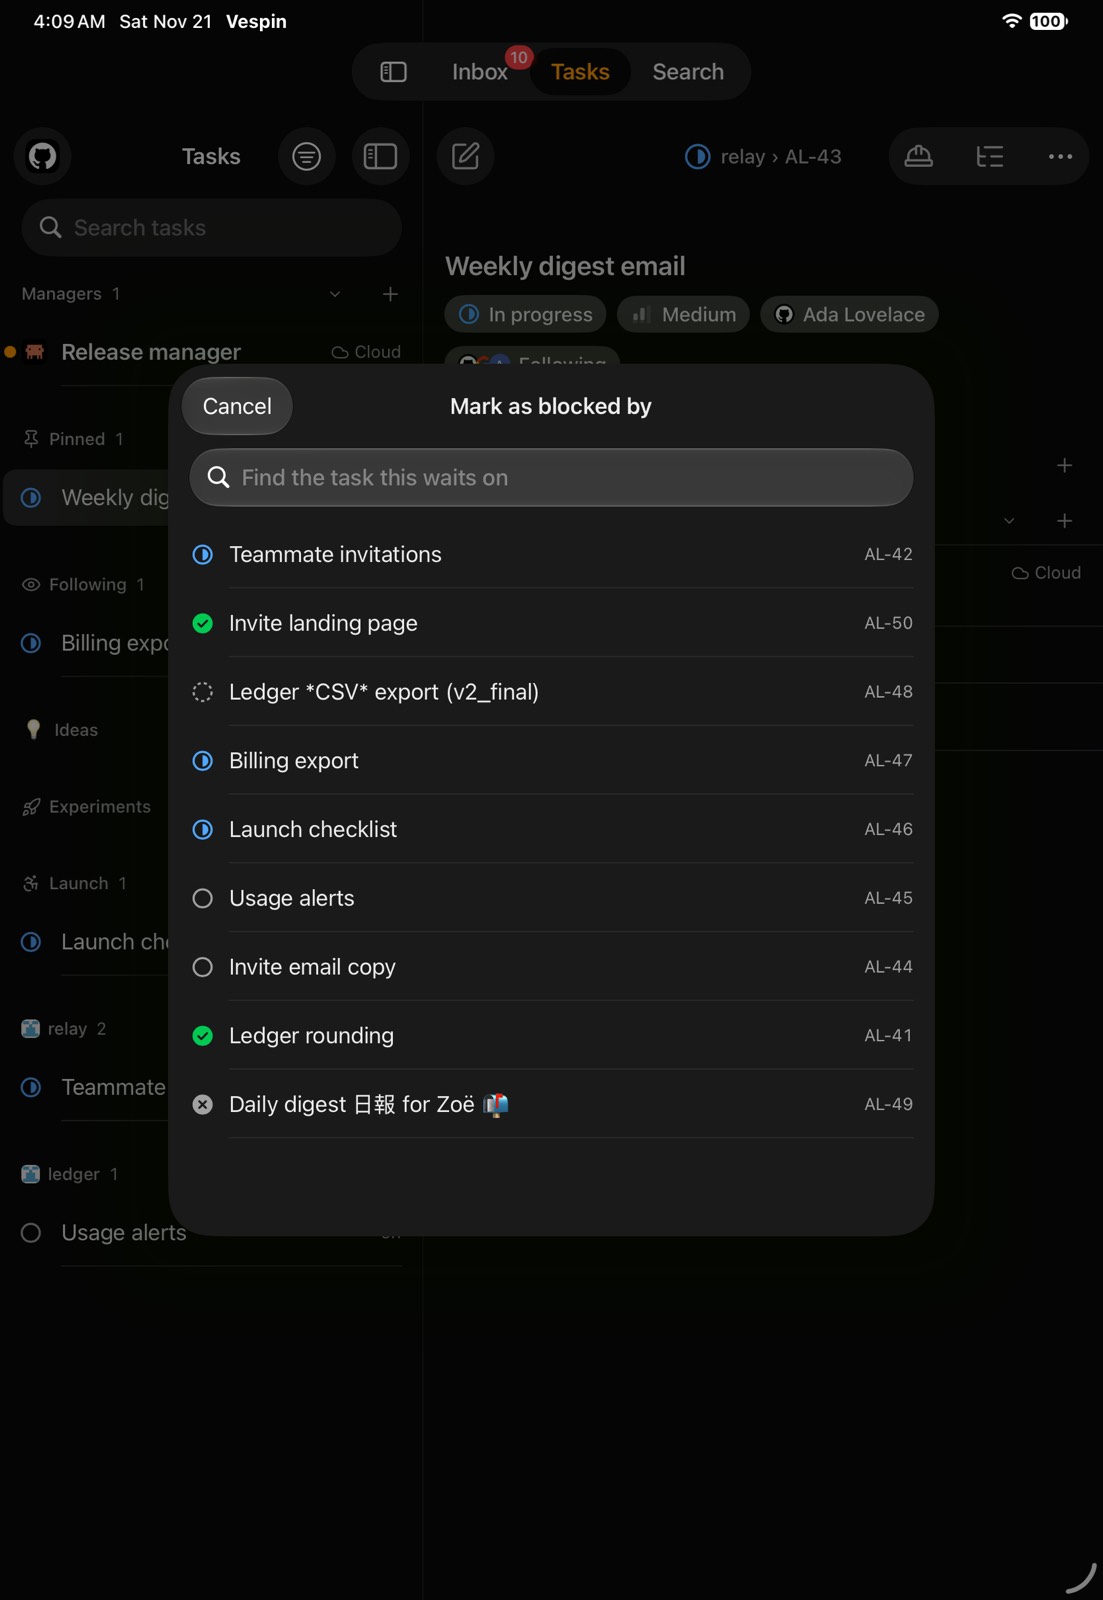 4:09 AM Sat Nov 21 Vespin
100
Inbox 10 Tasks Search
Tasks
relay › AL-43
Search tasks
Weekly digest email
Managers 1
In progress Medium Ada Lovelace
Release manager Cloud
Following
Cancel Mark as blocked by
Find the task this waits on
Teammate invitations AL-42
Invite landing page AL-50
Ledger *CSV* export (v2_final) AL-48
Billing export AL-47
Launch checklist AL-46
Usage alerts AL-45
Invite email copy AL-44
Ledger rounding AL-41
Daily digest 日報 for Zoë 📬 AL-49
Pinned 1
Weekly dig
Following 1
Billing expo
Ideas
Experiments
Launch 1
Launch che
relay 2
Teammate
ledger 1
Usage alerts
Cloud